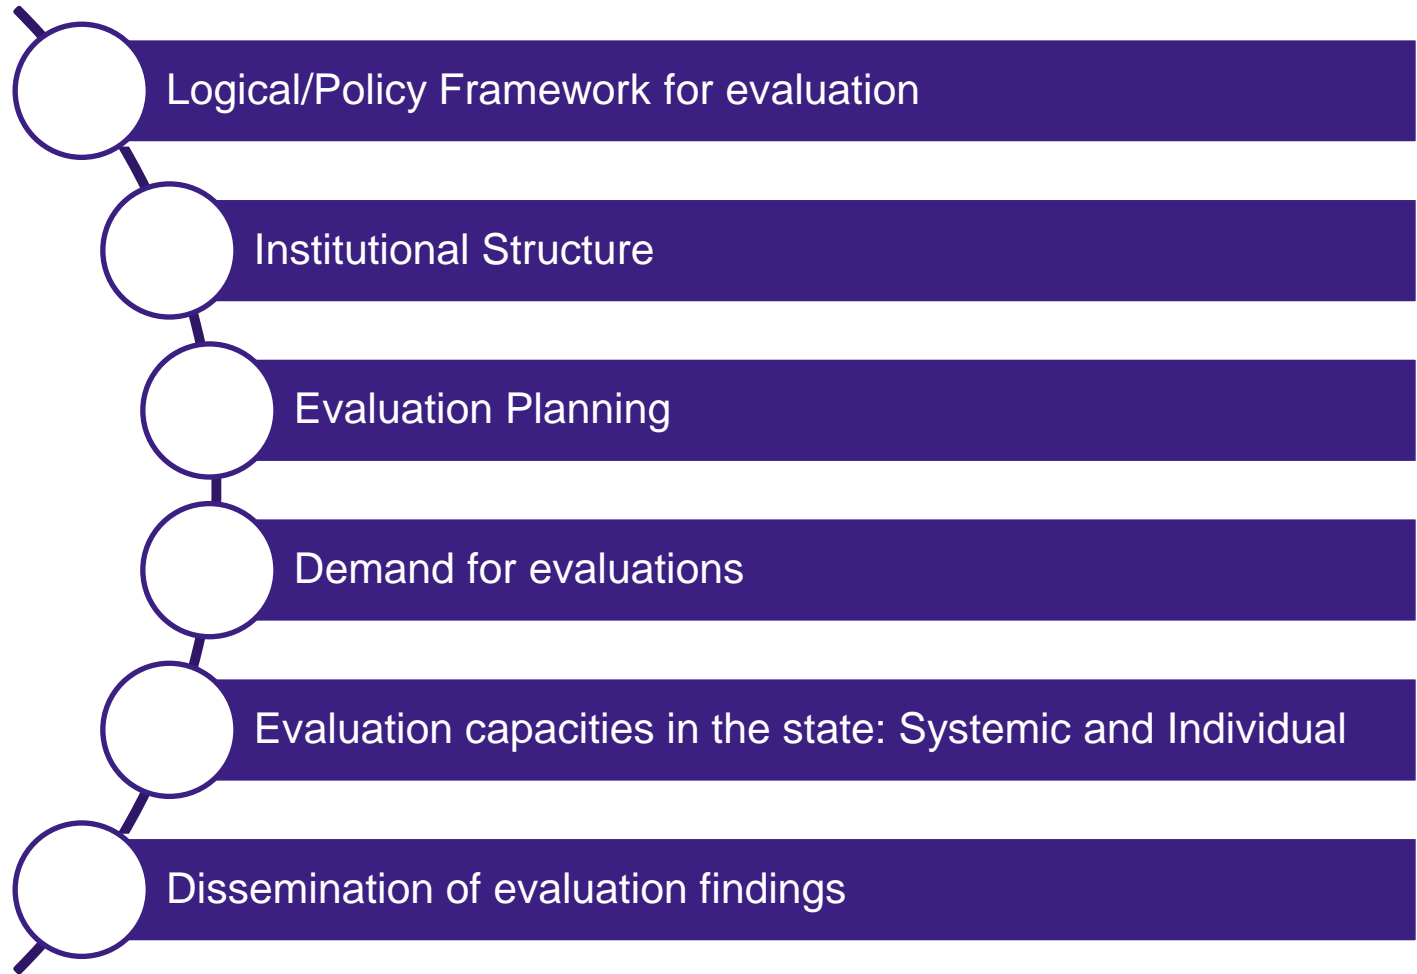 Logical/Policy Framework for evaluation
Institutional Structure
Evaluation Planning
Demand for evaluations
Evaluation capacities in the state: Systemic and Individual
Dissemination of evaluation findings